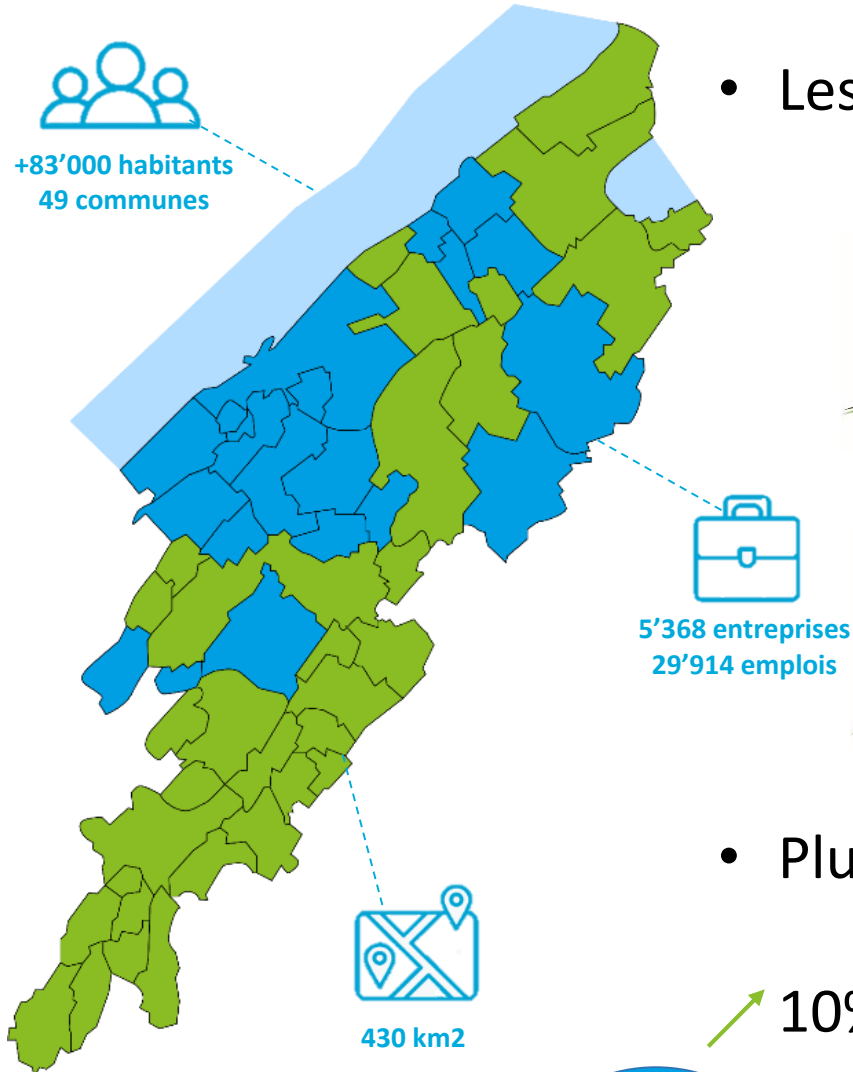 • Les
+83’000 habitants
49 communes
5’368 entreprises
29’914 emplois
• Plu
10%
430 km2